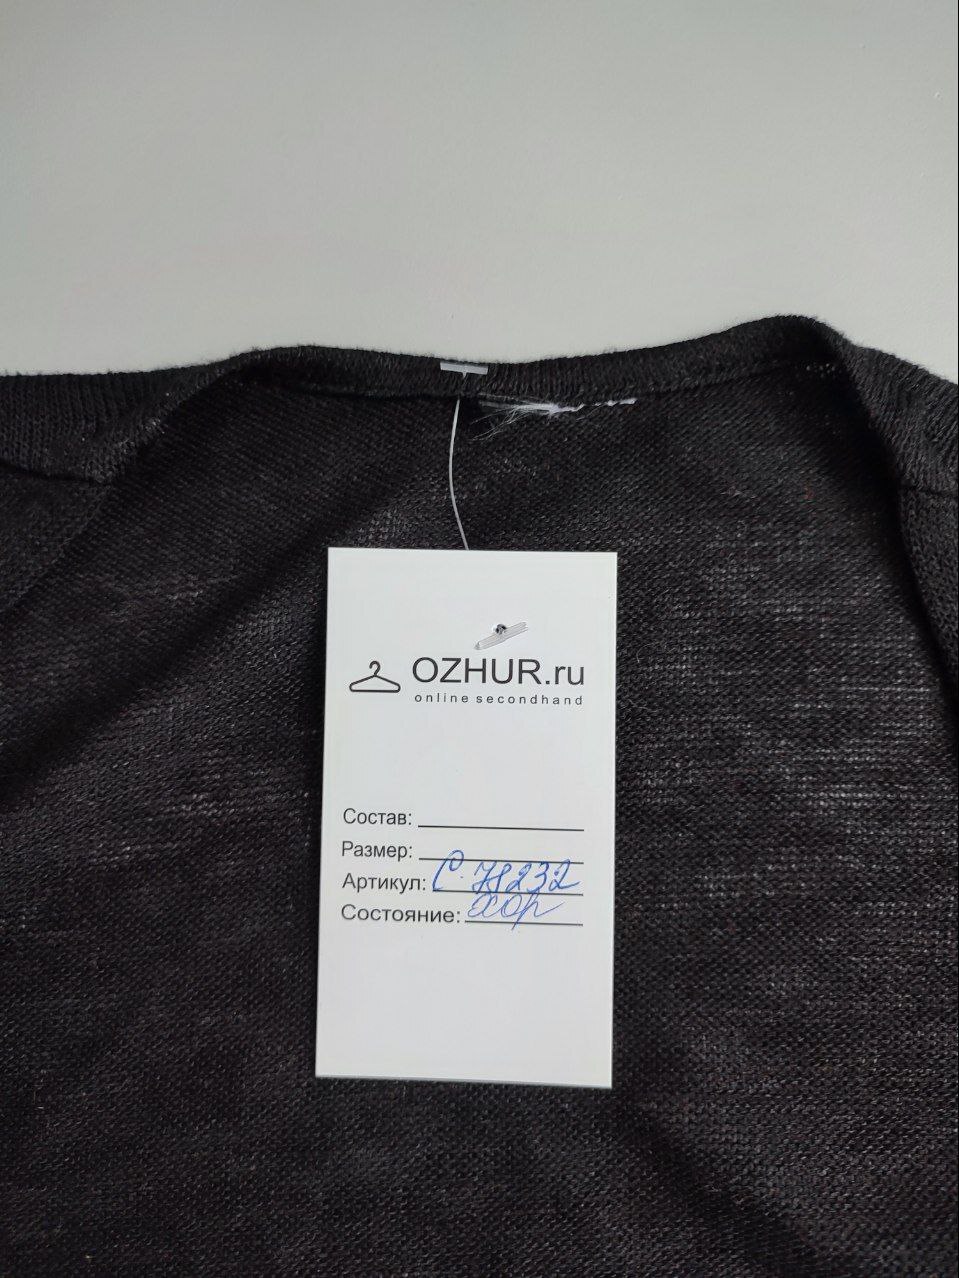 OZHUR.ru
online secondhand
Состав:
Размер:
Артикул: С 78232
Состояние: хор